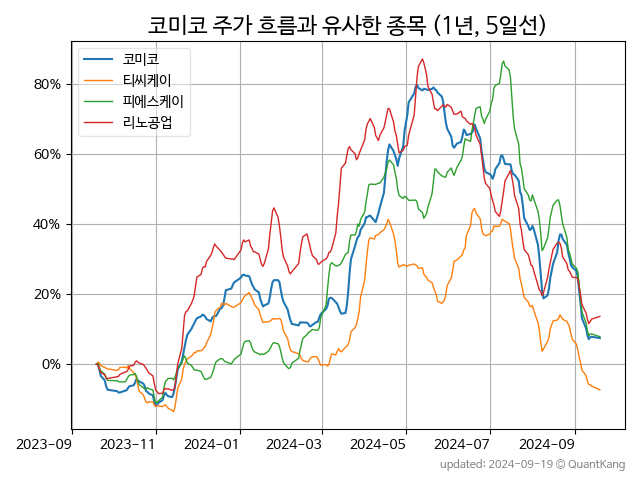 코미코 주가 흐름과 유사한 종목 (1년, 5일선)
코미코
티씨케이
피에스케이
리노공업
80%
60%
40%
20%
0%
2023-09
2023-11
2024-01
2024-03
2024-05
2024-07
2024-09
updated: 2024-09-19 @ QuantKang